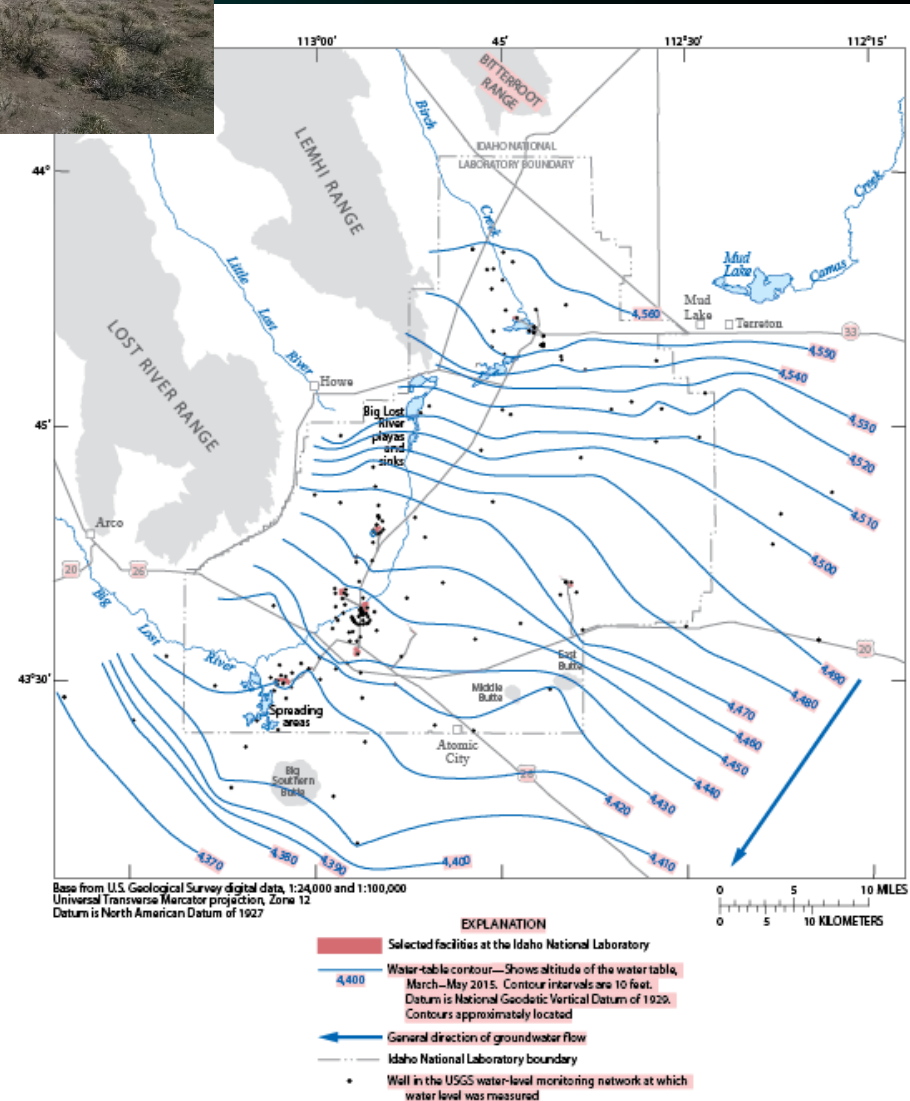 113°00'
45'
112°30'
112°15'
BITTERROOT
RANGE
Birch
Creek
LEMHI RANGE
IDAHO NATIONAL
LABORATORY BOUNDARY
44°
Creek
Camas
Mud
Lake
Mud
Lake
Terreton
33
Little
Lost
River
LOST RIVER RANGE
Howe
4,560
4,550
4,540
4,530
4,520
4,510
4,500
45'
Big Lost
River
playas
and
sinks
Arco
20
26
Big
Lost
River
20
43°30'
Spreading
areas
East
Butte
Middle
Butte
Atomic
City
Big
Southern
Butte
26
4,490
4,480
4,470
4,460
4,450
4,440
4,430
4,420
4,410
4,400
4,390
4,380
4,370
Base from U.S. Geological Survey digital data, 1:24,000 and 1:100,000
Universal Transverse Mercator projection, Zone 12
Datum is North American Datum of 1927
0 5 10 MILES
0 5 10 KILOMETERS
EXPLANATION
Selected facilities at the Idaho National Laboratory
4,400
Water-table contour—Shows altitude of the water table,
March–May 2015. Contour intervals are 10 feet.
Datum is National Geodetic Vertical Datum of 1929.
Contours approximately located
General direction of groundwater flow
Idaho National Laboratory boundary
Well in the USGS water-level monitoring network at which
water level was measured